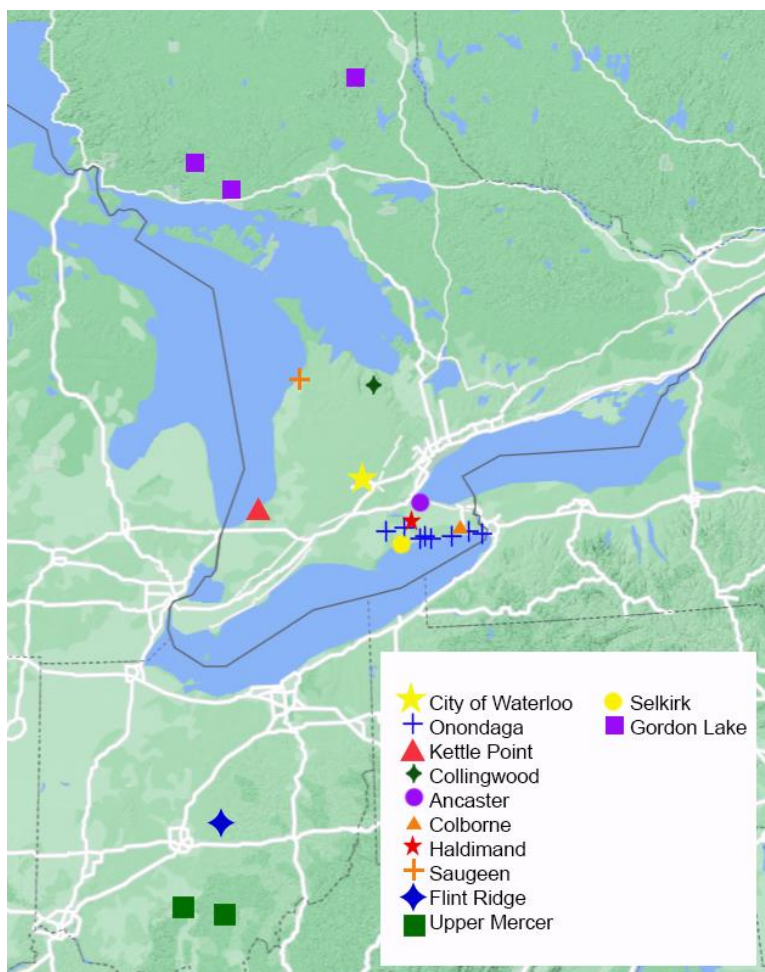 City of Waterloo
Onondaga
Kettle Point
Collingwood
Ancaster
Colborne
Haldimand
Saugeen
Flint Ridge
Upper Mercer
Selkirk
Gordon Lake